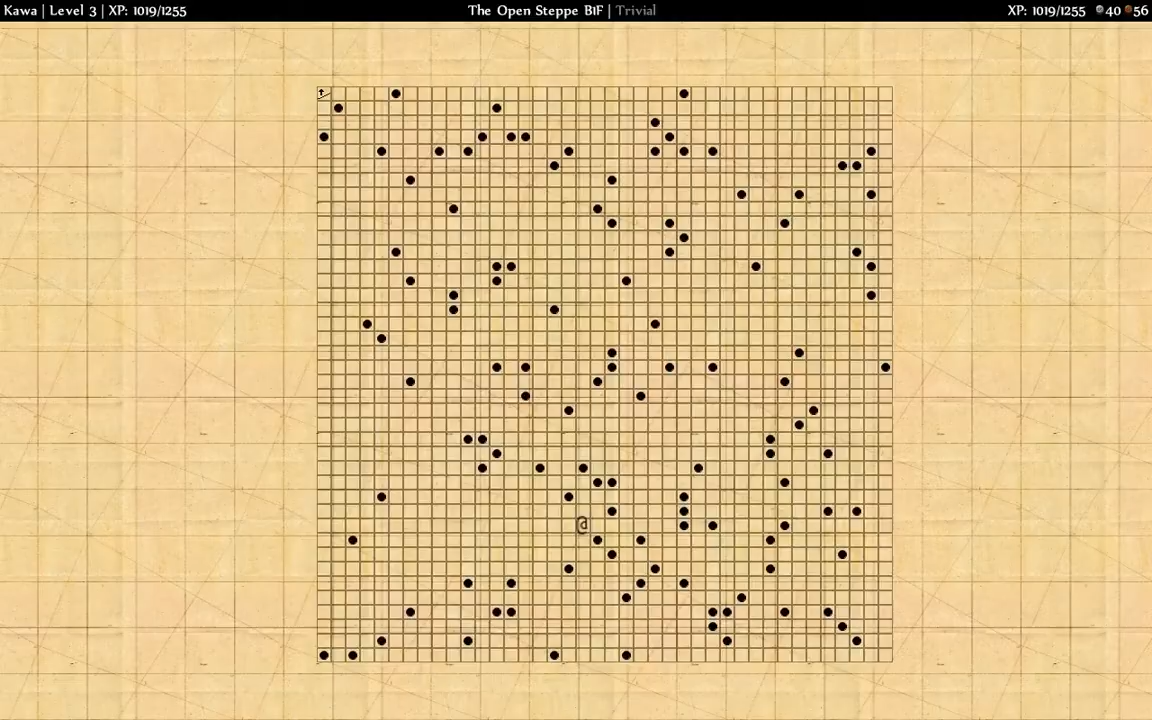 Kawa | Level 3 | XP: 1019/1255
The Open Steppe B1F | Trivial
XP: 1019/1255 40 56
@